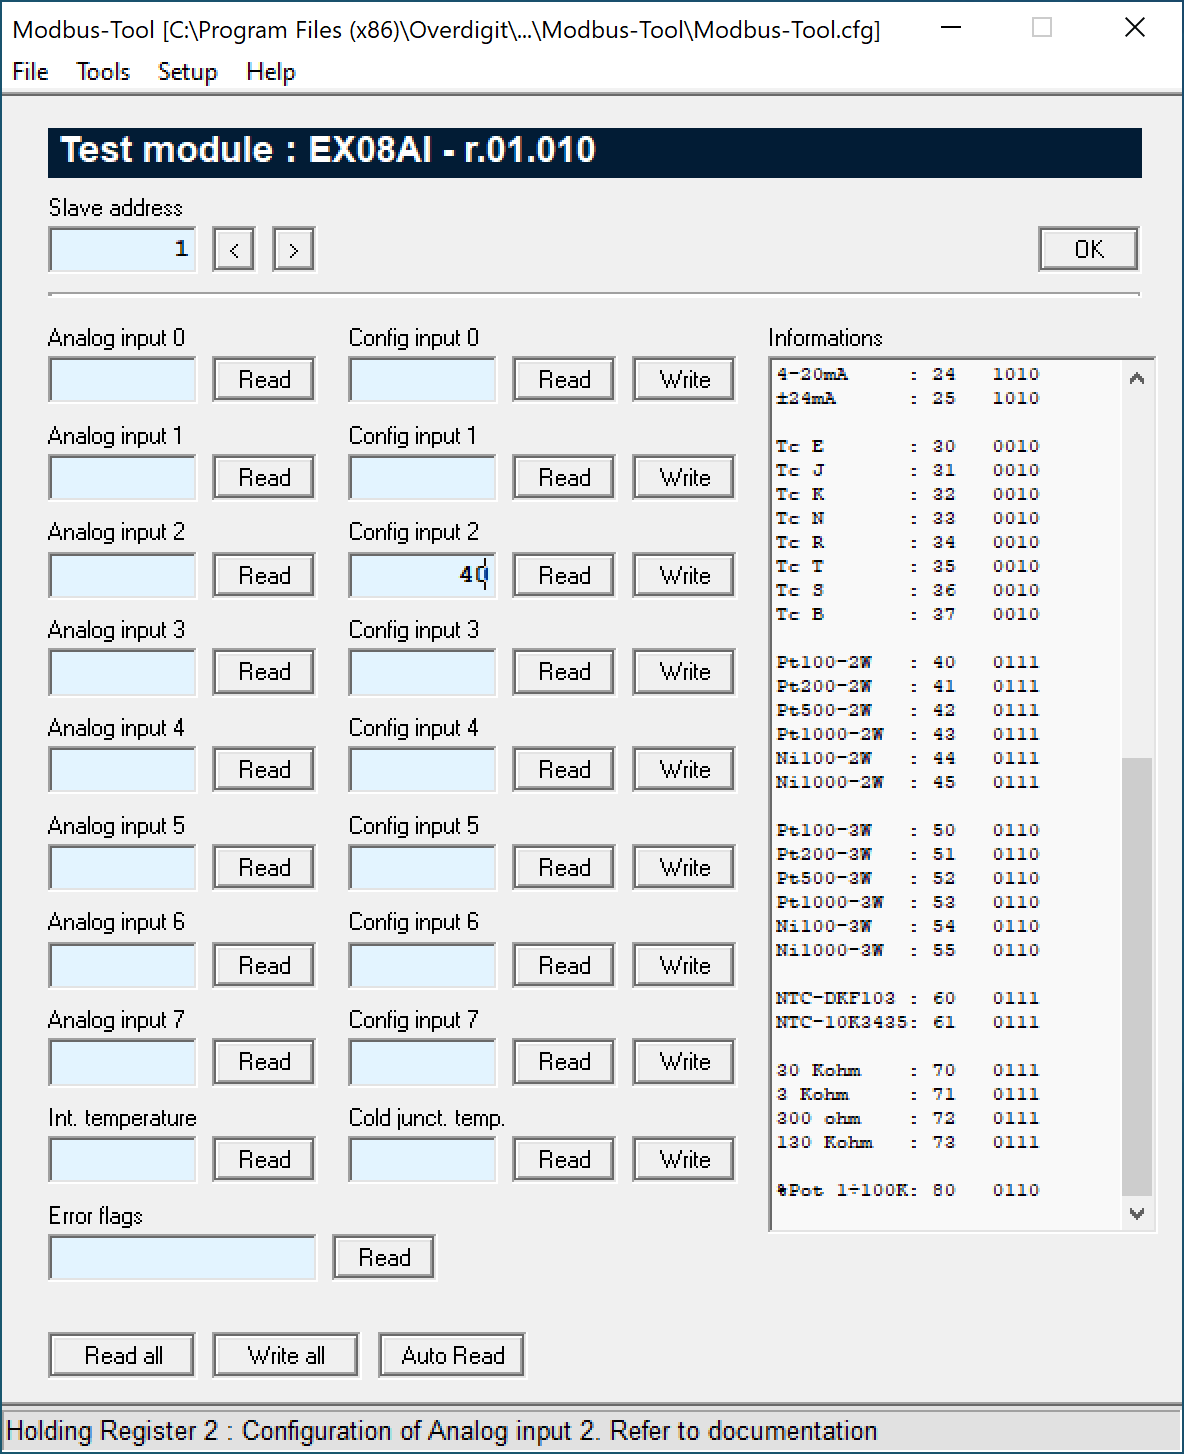 Modbus-Tool [C:\Program Files (x86)\Overdigit\...\Modbus-Tool\Modbus-Tool.cfg]
File Tools Setup Help
Test module : EX08AI - r.01.010
Slave address
1 < > OK
Analog input 0 Config input 0 Informations
Read Read Write
Analog input 1 Config input 1
Read Read Write
Analog input 2 Config input 2
40 Read Read Write
Analog input 3 Config input 3
Read Read Write
Analog input 4 Config input 4
Read Read Write
Analog input 5 Config input 5
Read Read Write
Analog input 6 Config input 6
Read Read Write
Analog input 7 Config input 7
Read Read Write
Int. temperature Cold junct. temp.
Read Read Write
Error flags
Read
4-20mA : 24 1010
±24mA : 25 1010
Tc E : 30 0010
Tc J : 31 0010
Tc K : 32 0010
Tc N : 33 0010
Tc R : 34 0010
Tc T : 35 0010
Tc S : 36 0010
Tc B : 37 0010
Pt100-2W : 40 0111
Pt200-2W : 41 0111
Pt500-2W : 42 0111
Pt1000-2W : 43 0111
Ni100-2W : 44 0111
Ni1000-2W : 45 0111
Pt100-3W : 50 0110
Pt200-3W : 51 0110
Pt500-3W : 52 0110
Pt1000-3W : 53 0110
Ni100-3W : 54 0110
Ni1000-3W : 55 0110
NTC-DKF103 : 60 0111
NTC-10K3435: 61 0111
30 Kohm : 70 0111
3 Kohm : 71 0111
300 ohm : 72 0111
130 Kohm : 73 0111
%Pot 1÷100K: 80 0110
Read all Write all Auto Read
Holding Register 2 : Configuration of Analog input 2. Refer to documentation